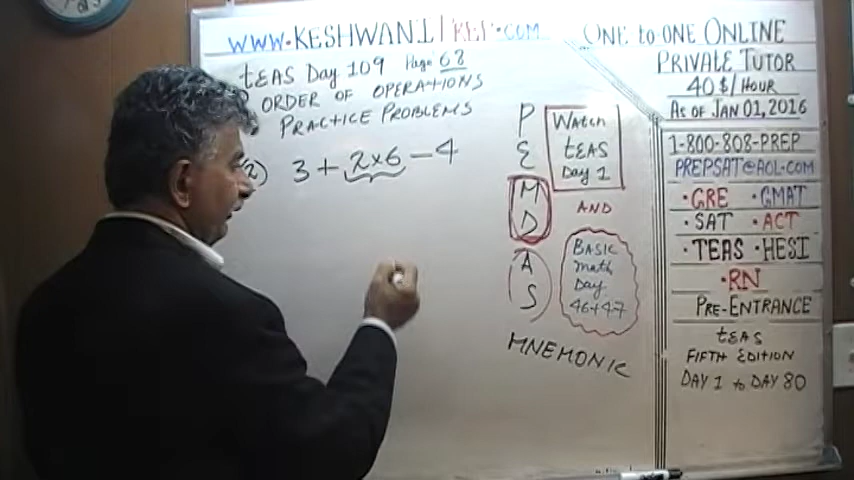 WWW.KESHWANI PREP.COM
TEAS Day 109 Page 68
ORDER OF OPERATIONS
PRACTICE PROBLEMS
2) 3 + 2×6 - 4
P
E
M
D
A
S
MNEMONIC
Watch
TEAS
Day 1
AND
BASIC
Math
Day
46+47
ONE to ONE ONLINE
PRIVATE TUTOR
40$/HOUR
AS OF JAN 01, 2016
1-800-808-PREP
PREPSAT@AOL.COM
•GRE •GMAT
•SAT •ACT
•TEAS •HESI
•RN
PRE-ENTRANCE
TEAS
FIFTH EDITION
DAY 1 to DAY 80